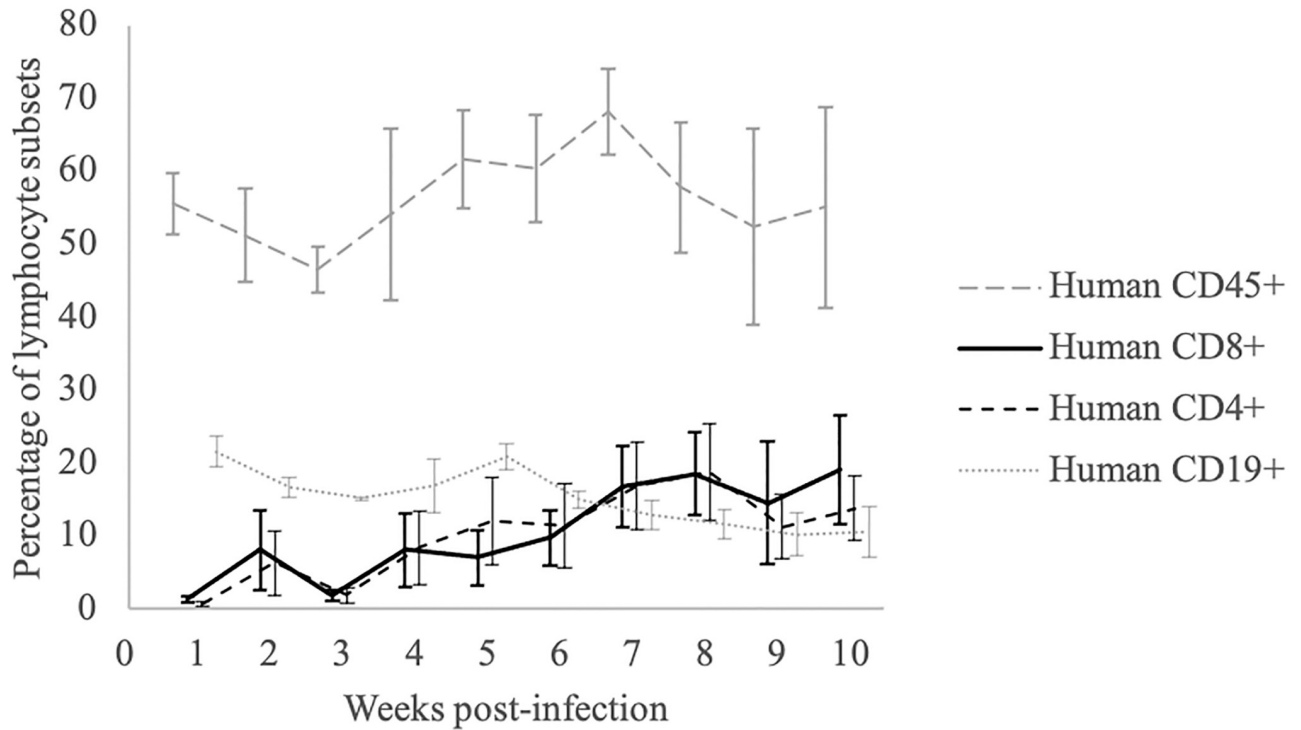 Percentage of lymphocyte subsets
80
70
60
50
40
30
20
10
0
0 1 2 3 4 5 6 7 8 9 10
Weeks post-infection
Human CD45+
Human CD8+
Human CD4+
Human CD19+